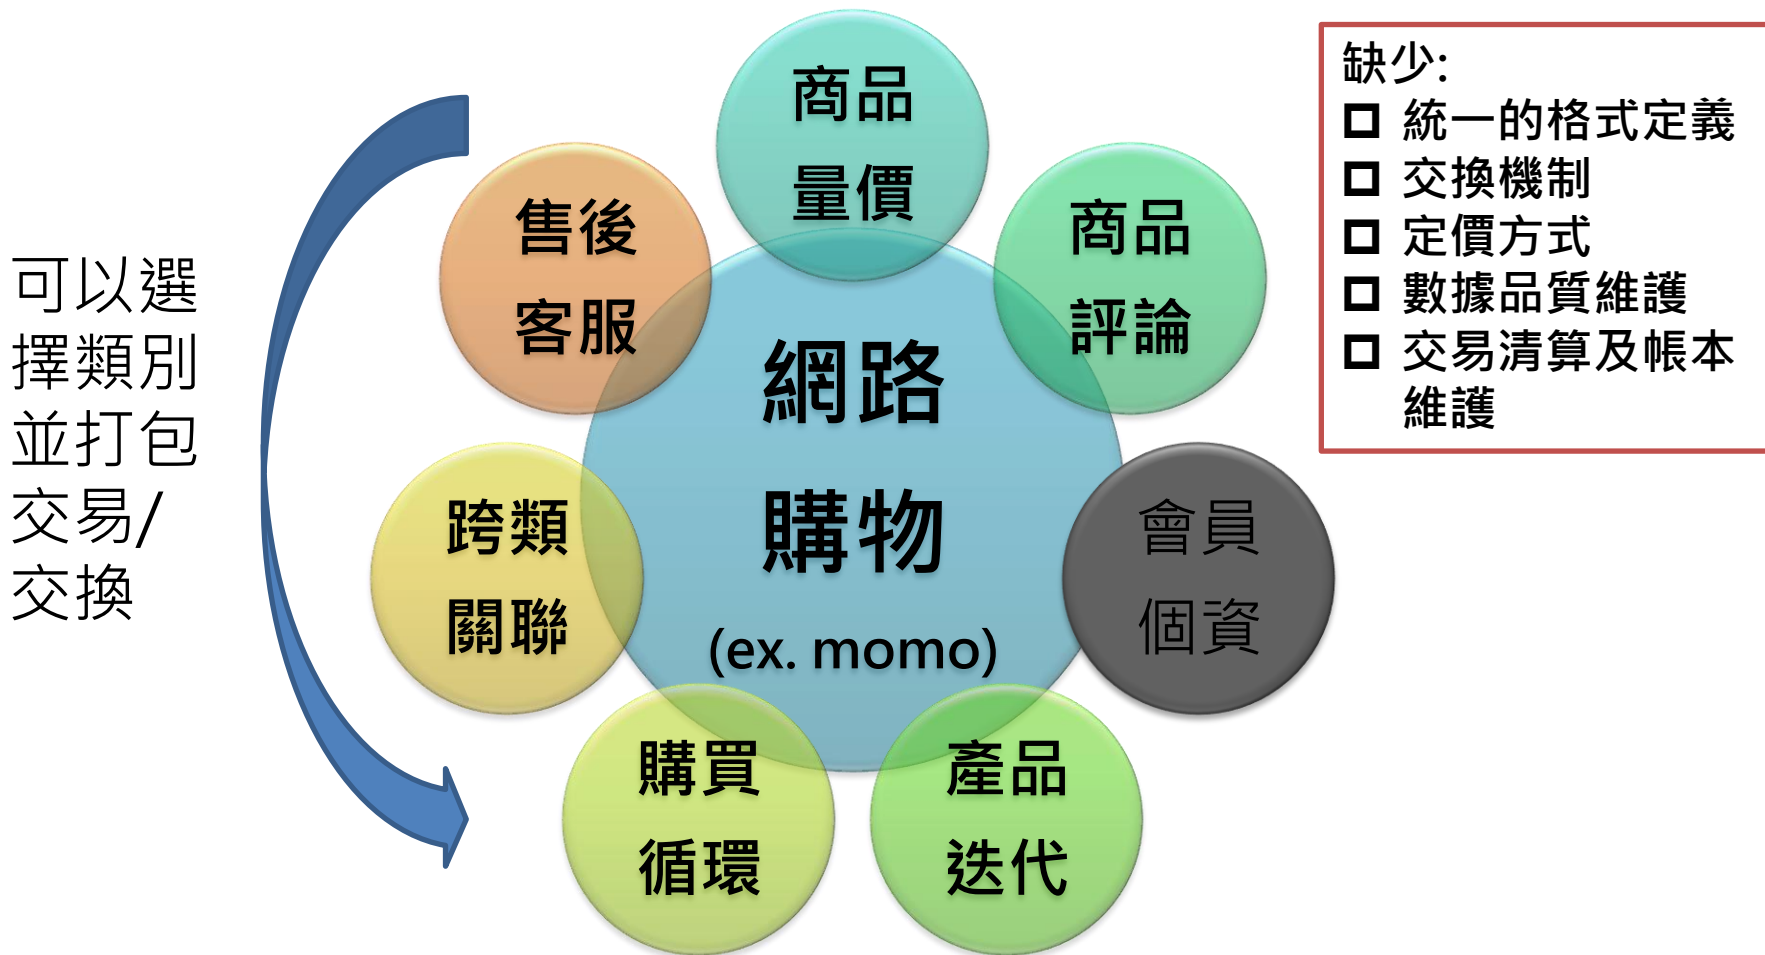 可以選
擇類別
並打包
交易/
交換
商品
量價
商品
評論
會員
個資
產品
迭代
購買
循環
跨類
關聯
售後
客服
網路
購物
(ex. momo)
缺少:
統一的格式定義
交換機制
定價方式
數據品質維護
交易清算及帳本
維護